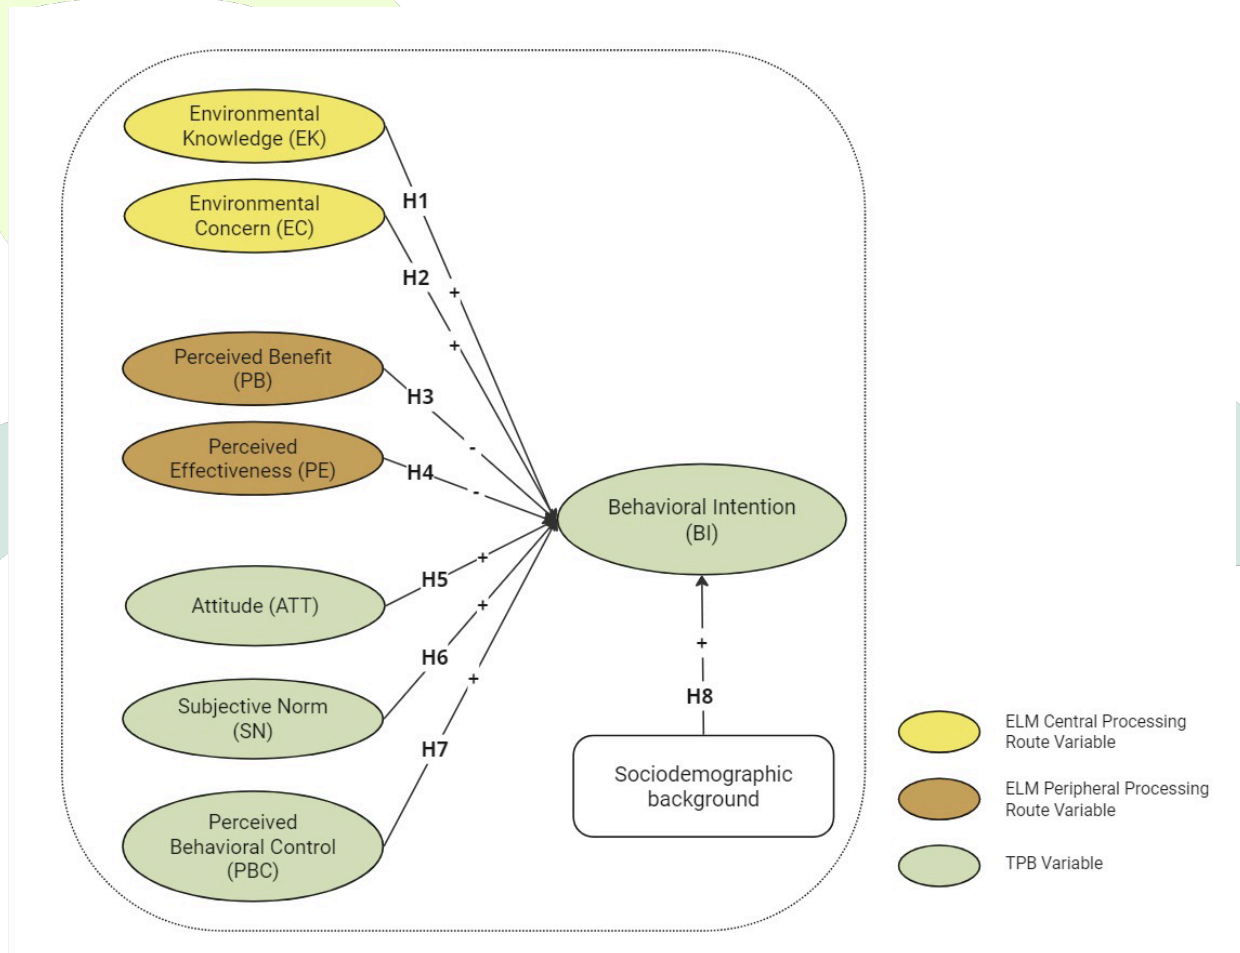 Environmental
Knowledge (EK)
Environmental
Concern (EC)
Perceived Benefit
(PB)
Perceived
Effectiveness (PE)
Attitude (ATT)
Subjective Norm
(SN)
Perceived
Behavioral Control
(PBC)
H1
+
H2
+
H3
-
H4
-
H5
+
H6
+
H7
+
Behavioral Intention
(BI)
+
H8
Sociodemographic
background
ELM Central Processing
Route Variable
ELM Peripheral Processing
Route Variable
TPB Variable